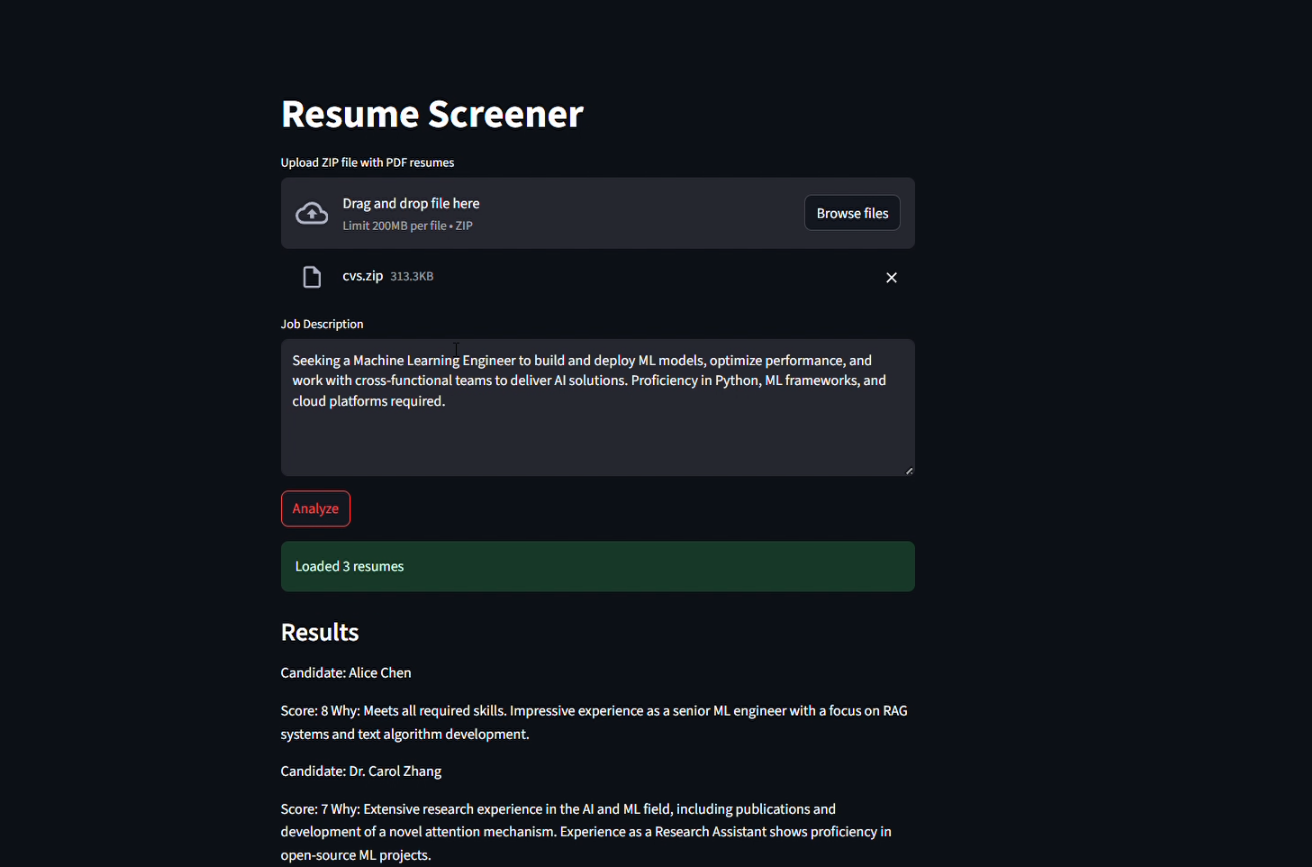 Resume Screener
Upload ZIP file with PDF resumes
Drag and drop file here
Limit 200MB per file • ZIP
Browse files
cvs.zip 313.3KB
Job Description
Seeking a Machine Learning Engineer to build and deploy ML models, optimize performance, and
work with cross-functional teams to deliver AI solutions. Proficiency in Python, ML frameworks, and
cloud platforms required.
Analyze
Loaded 3 resumes
Results
Candidate: Alice Chen
Score: 8 Why: Meets all required skills. Impressive experience as a senior ML engineer with a focus on RAG
systems and text algorithm development.
Candidate: Dr. Carol Zhang
Score: 7 Why: Extensive research experience in the AI and ML field, including publications and
development of a novel attention mechanism. Experience as a Research Assistant shows proficiency in
open-source ML projects.